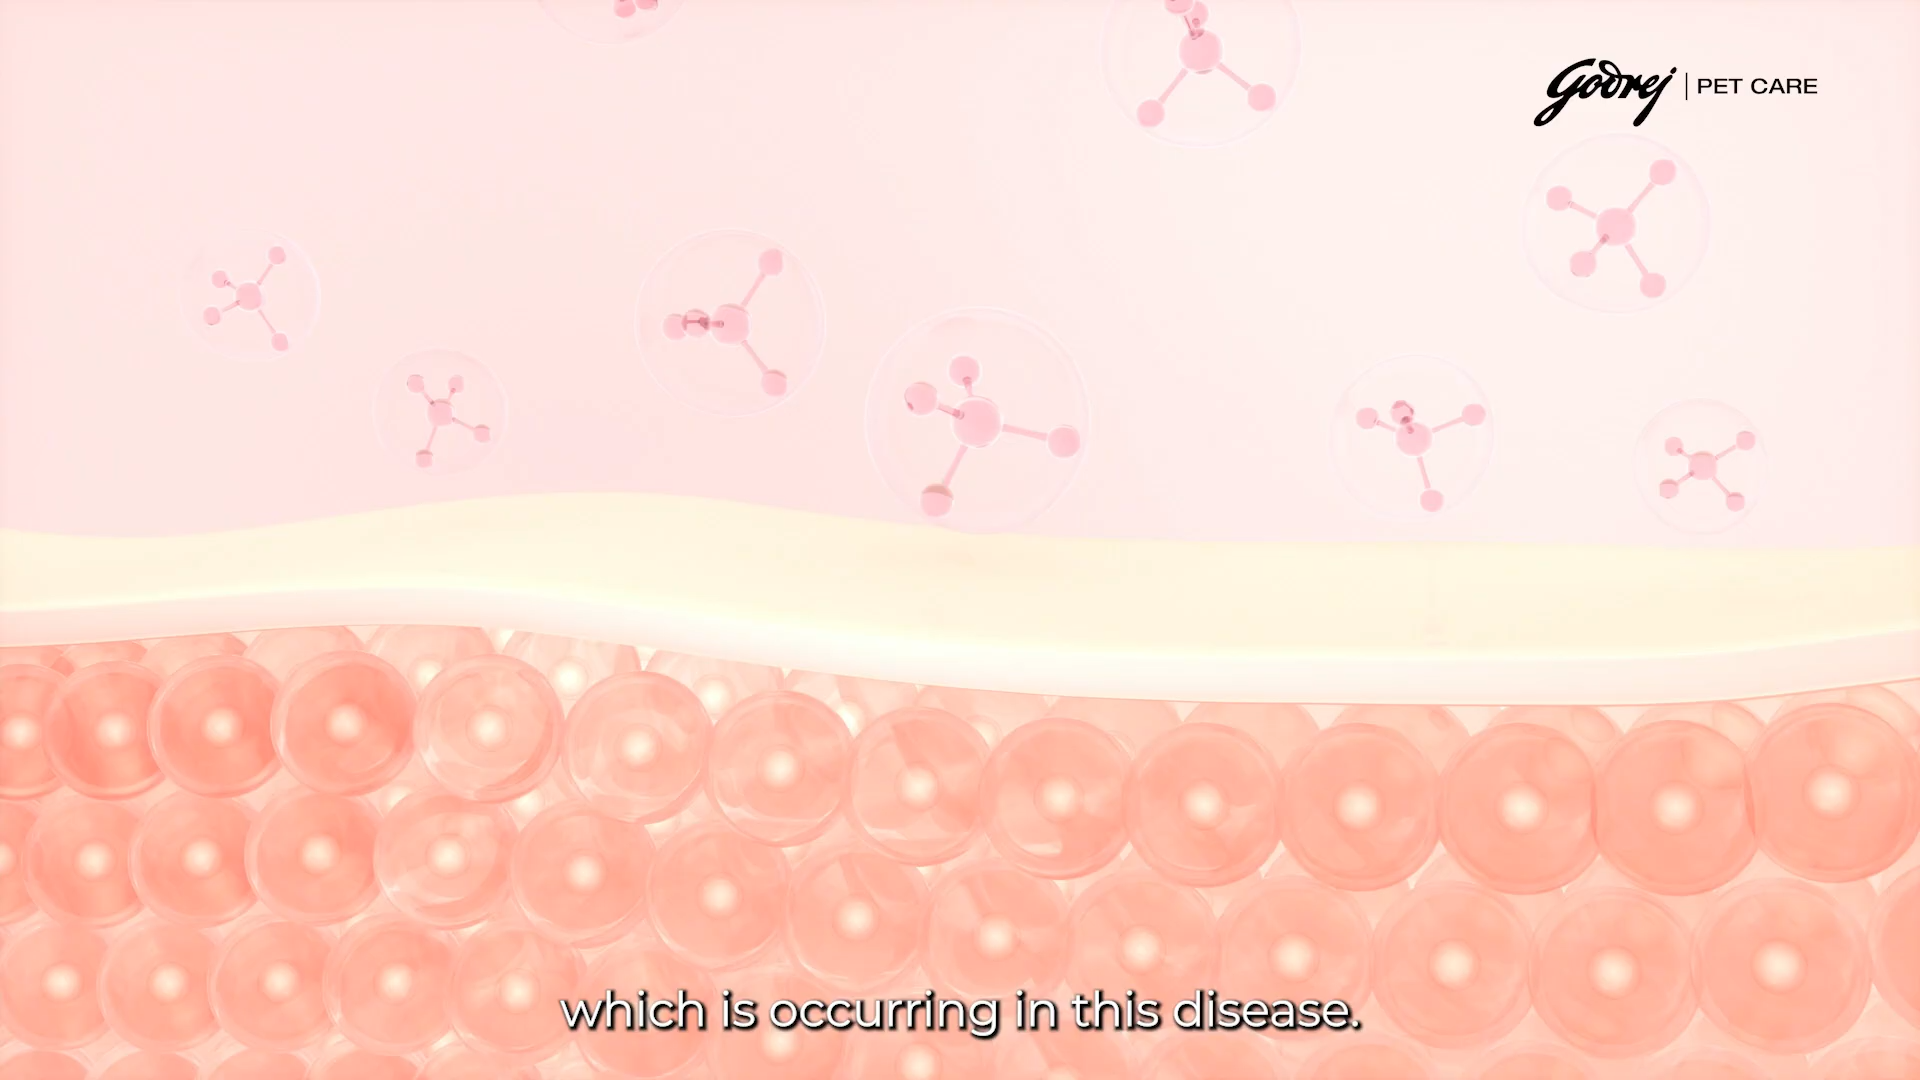 Godrej | PET CARE
which is occurring in this disease.